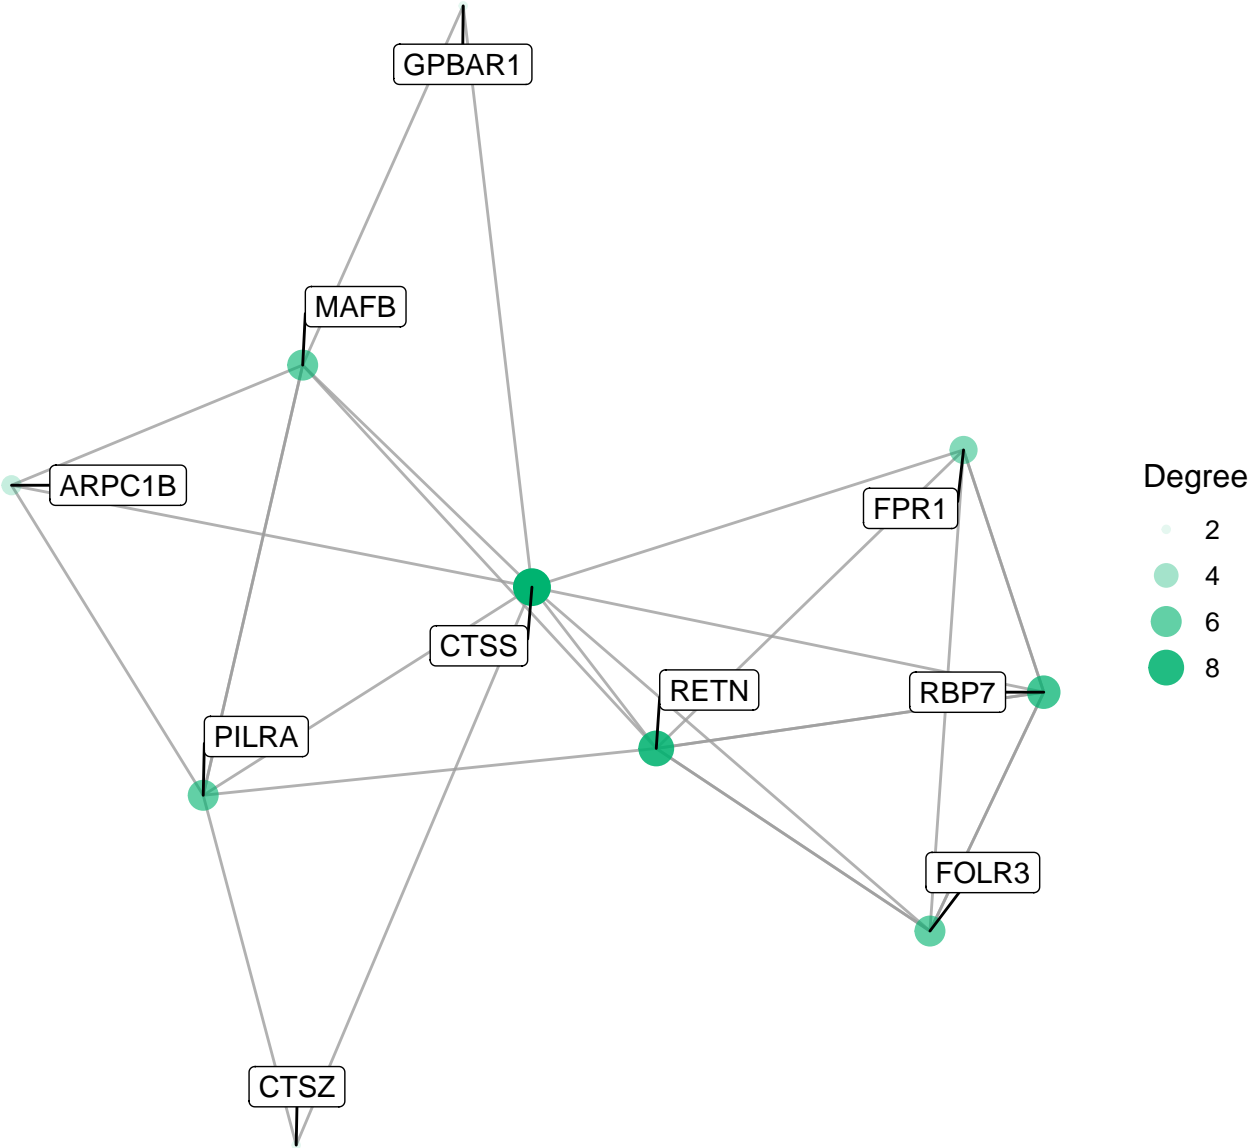 GPBAR1
MAFB
ARPC1B
FPR1
CTSS
RETN
RBP7
PILRA
FOLR3
CTSZ
Degree
2
4
6
8